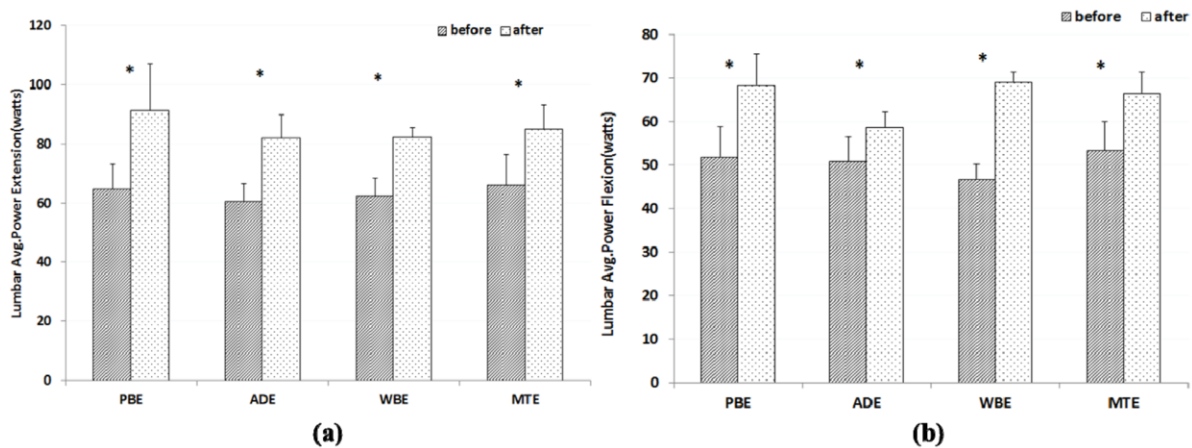 120
100
80
60
40
20
0
Lumbar Avg.Power Extension(watts)
before after
* * * *
PBE ADE WBE MTE
(a)
80
70
60
50
40
30
20
10
0
Lumbar Avg.Power Flexion(watts)
before after
* * * *
PBE ADE WBE MTE
(b)